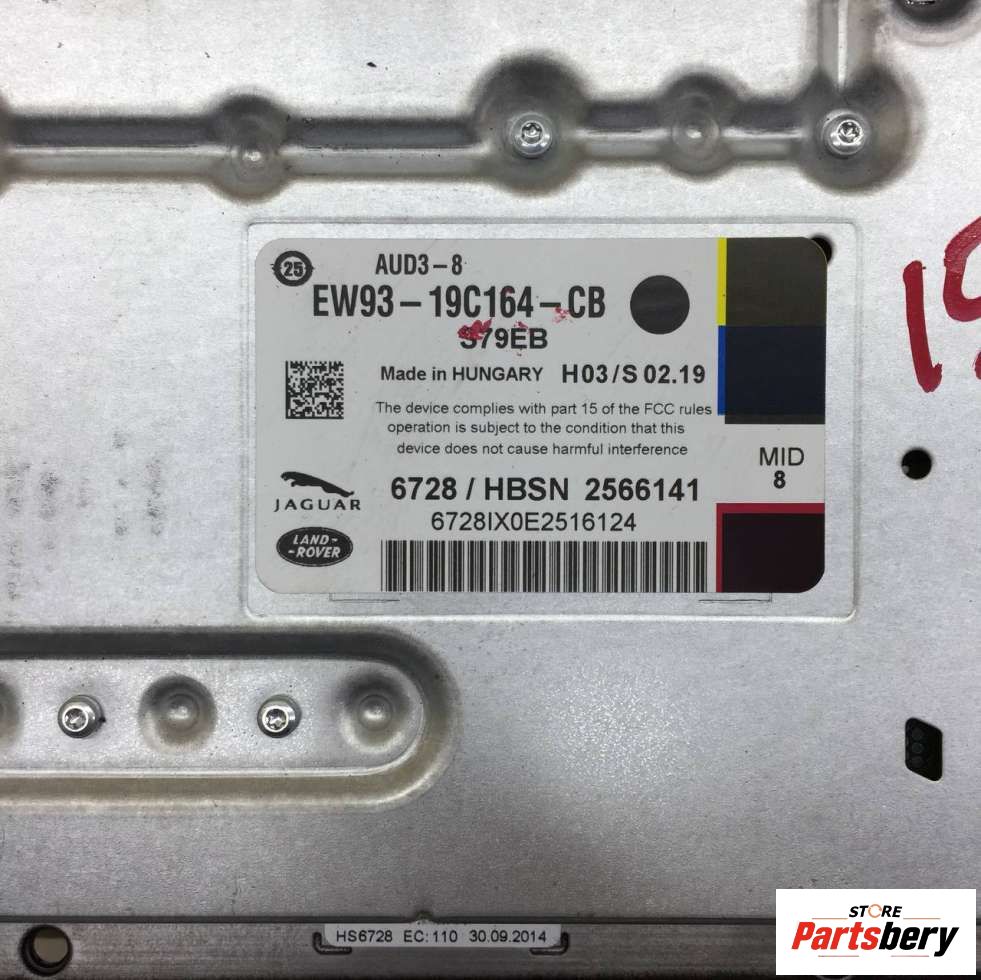 25
AUD3-8
EW93-19C164-CB
S79EB
Made in HUNGARY H03/S 02.19
The device complies with part 15 of the FCC rules
operation is subject to the condition that this
device does not cause harmful interference
MID
8
JAGUAR
6728 / HBSN 2566141
6728IX0E2516124
LAND-
-ROVER
HS6728 EC:110 30.09.2014
STORE
Partsbery